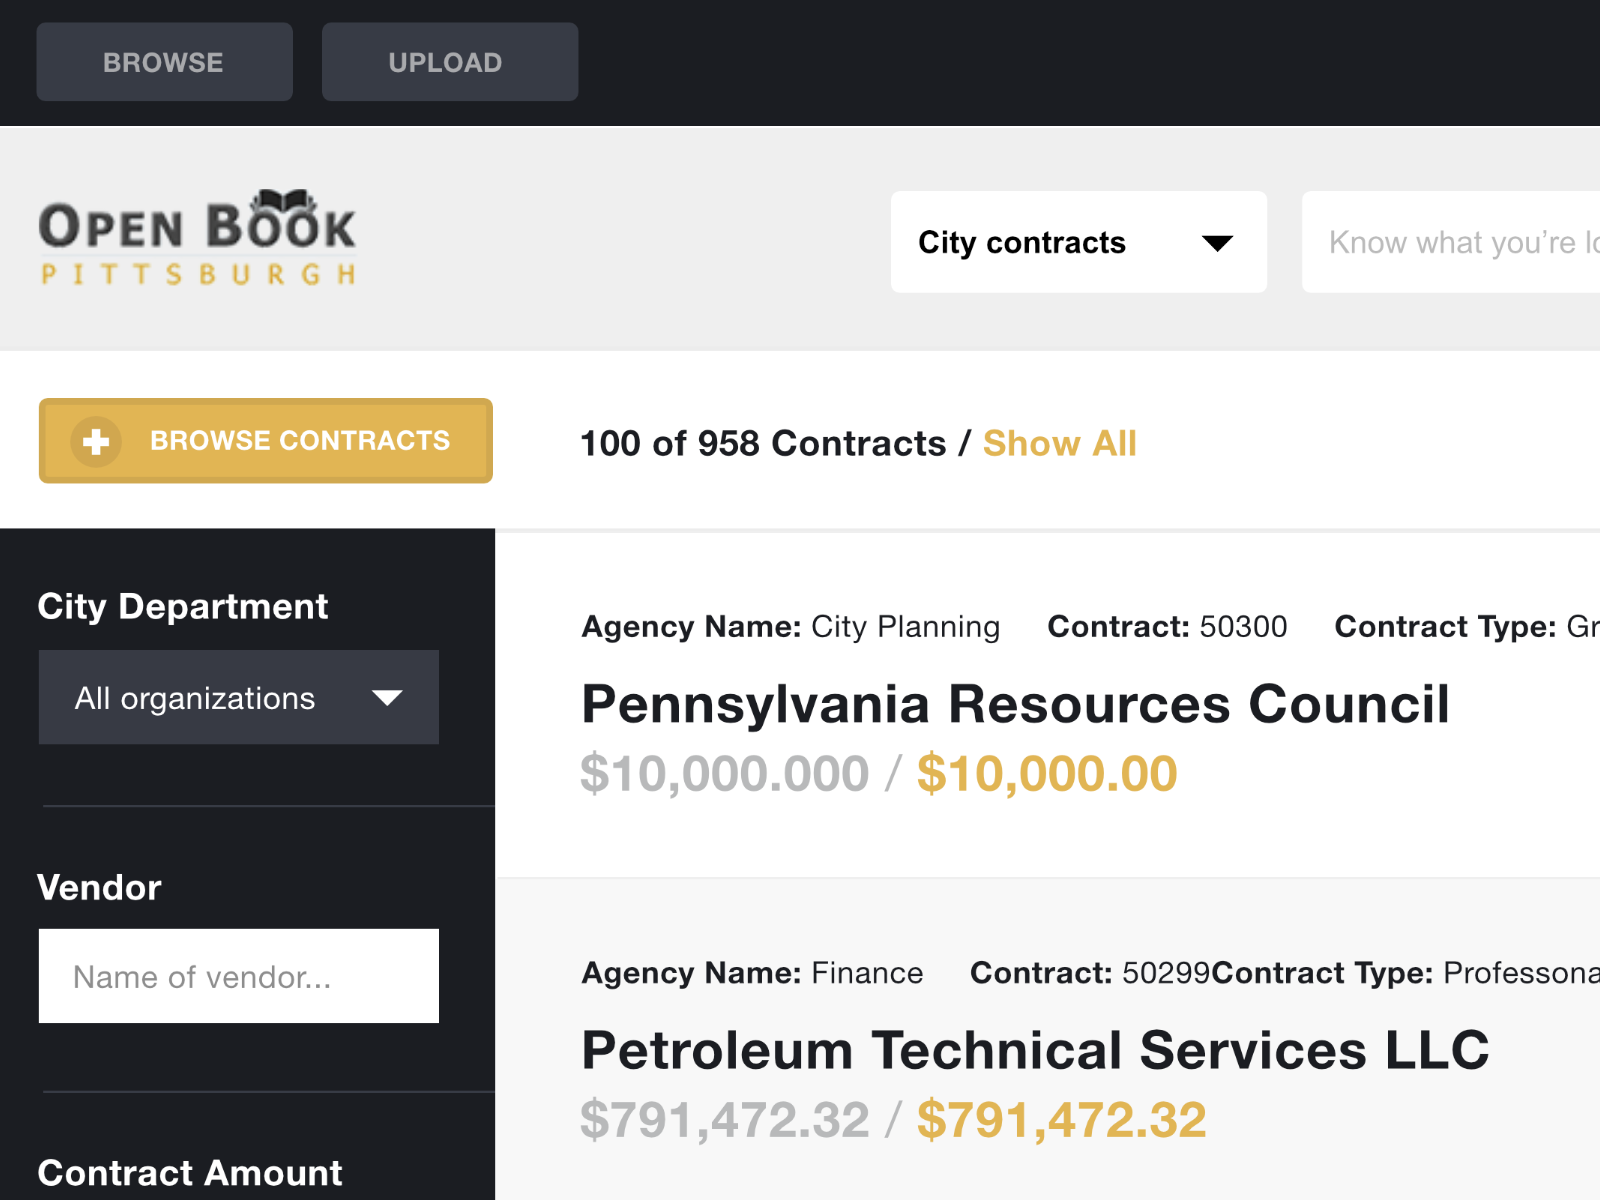 BROWSE UPLOAD
OPEN BOOK
PITTSBURGH
City contracts
Know what you're lo
BROWSE CONTRACTS
100 of 958 Contracts / Show All
City Department
All organizations
Vendor
Name of vendor...
Contract Amount
Agency Name: City Planning Contract: 50300 Contract Type: Gr
Pennsylvania Resources Council
$10,000.000 / $10,000.00
Agency Name: Finance Contract: 50299Contract Type: Professona
Petroleum Technical Services LLC
$791,472.32 / $791,472.32